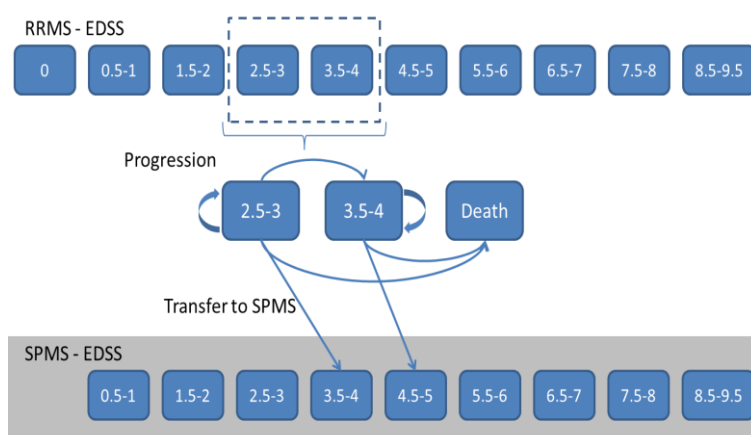 RRMS - EDSS
0 0.5-1 1.5-2 2.5-3 3.5-4 4.5-5 5.5-6 6.5-7 7.5-8 8.5-9.5
Progression
2.5-3 3.5-4 Death
Transfer to SPMS
SPMS - EDSS
0.5-1 1.5-2 2.5-3 3.5-4 4.5-5 5.5-6 6.5-7 7.5-8 8.5-9.5